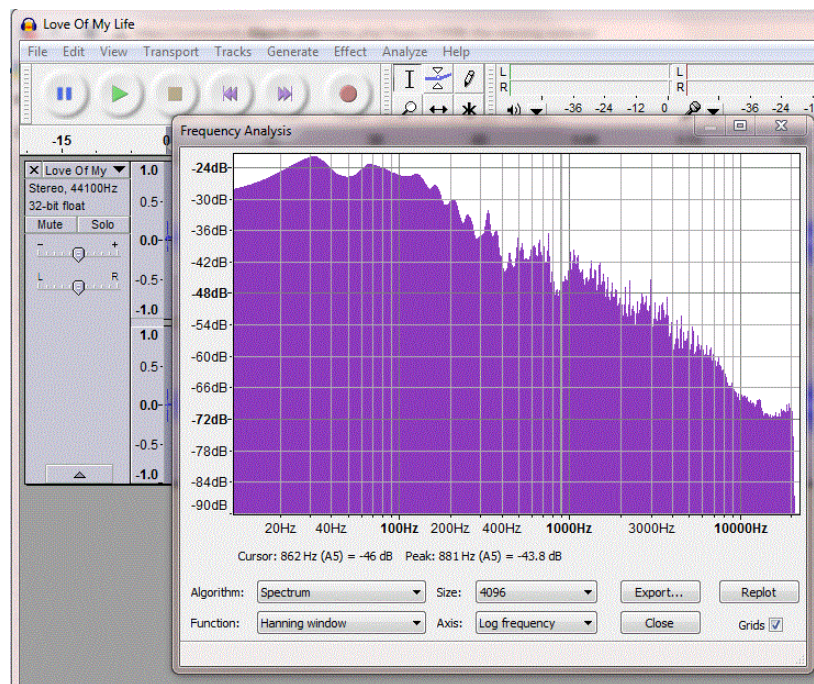 Love Of My Life
File Edit View Transport Tracks Generate Effect Analyze Help
L
R
L
R
-36 -24 -12 0
-36 -24 -1
-15
Frequency Analysis
X Love Of My
Stereo, 44100Hz
32-bit float
Mute Solo
- +
L R
1.0
0.5
0.0
-0.5
-1.0
1.0
0.5
0.0
-0.5
-1.0
-24dB
-30dB
-36dB
-42dB
-48dB
-54dB
-60dB
-66dB
-72dB
-78dB
-84dB
-90dB
20Hz 40Hz 100Hz 200Hz 400Hz 1000Hz 3000Hz 10000Hz
Cursor: 862 Hz (A5) = -46 dB Peak: 881 Hz (A5) = -43.8 dB
Algorithm: Spectrum Size: 4096 Export... Replot
Function: Hanning window Axis: Log frequency Close Grids